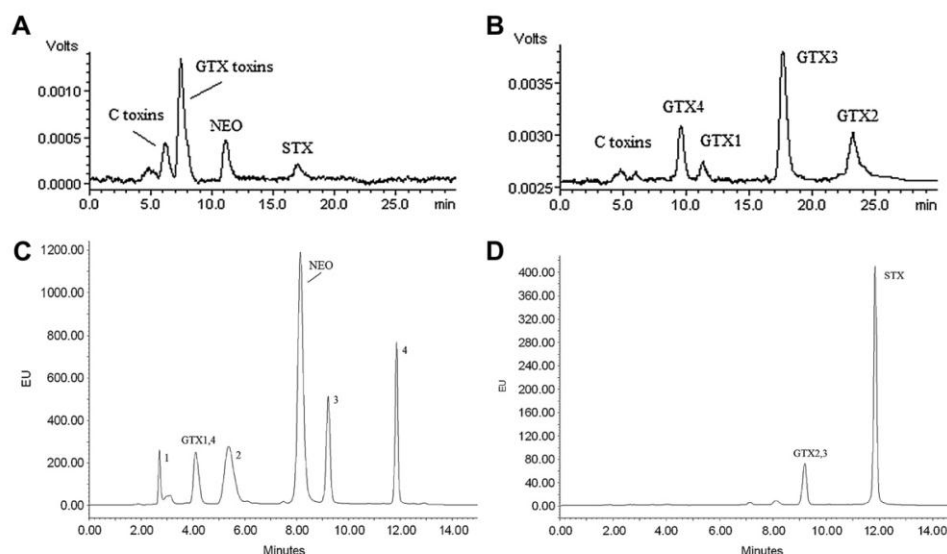 A
Volts
0.0010
0.0005
0.0000
C toxins
GTX toxins
NEO
STX
0.0 5.0 10.0 15.0 20.0 25.0 min
B
Volts
0.0035
0.0030
0.0025
C toxins
GTX4
GTX1
GTX3
GTX2
0.0 5.0 10.0 15.0 20.0 25.0 min
C
1200.00
1000.00
800.00
600.00
400.00
200.00
0.00
EU
1
GTX1,4
2
NEO
3
4
0.00 2.00 4.00 6.00 8.00 10.00 12.00 14.00
Minutes
D
400.00
360.00
320.00
280.00
240.00
200.00
160.00
120.00
80.00
40.00
0.00
EU
GTX2,3
STX
0.00 2.00 4.00 6.00 8.00 10.00 12.00 14.00
Minutes